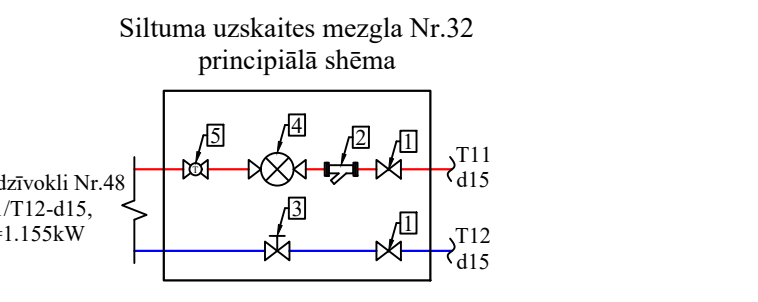 Siltuma uzskaites mezgla Nr.32
principiālā shēma
5
4
2
1
T11
d15
dzīvokli Nr.48
/T12-d15,
=1.155kW
3
1
T12
d15